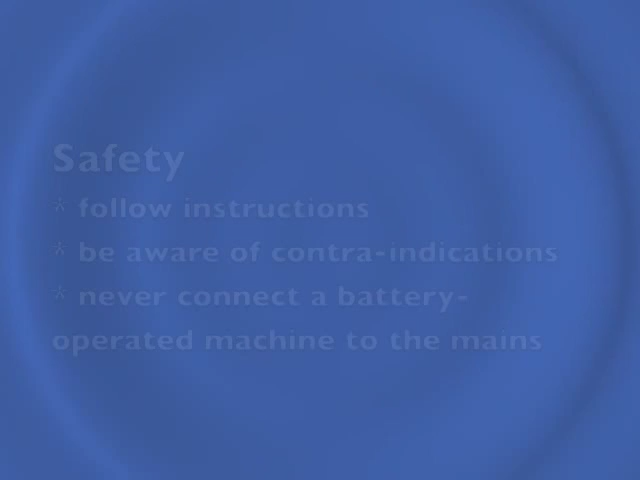 Safety
* follow instructions
* be aware of contra-indications
* never connect a battery-
operated machine to the mains